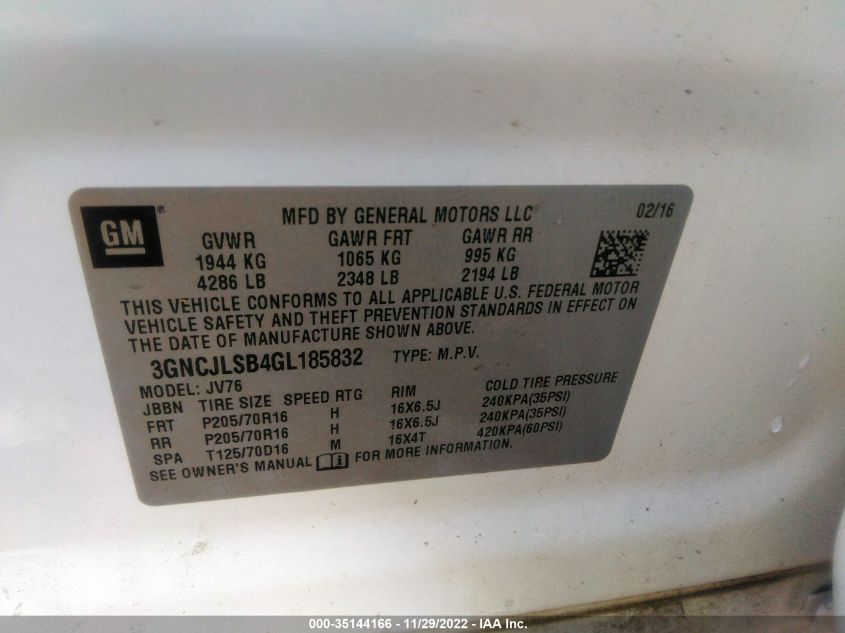 GM ®
MFD BY GENERAL MOTORS LLC 02/16
GVWR GAWR FRT GAWR RR
1944 KG 1065 KG 995 KG
4286 LB 2348 LB 2194 LB
THIS VEHICLE CONFORMS TO ALL APPLICABLE U.S. FEDERAL MOTOR
VEHICLE SAFETY AND THEFT PREVENTION STANDARDS IN EFFECT ON
THE DATE OF MANUFACTURE SHOWN ABOVE.
3GNCJLSB4GL185832 TYPE: M.P.V.
MODEL: JV76
JBBN TIRE SIZE SPEED RTG RIM COLD TIRE PRESSURE
FRT P205/70R16 H 16X6.5J 240KPA(35PSI)
RR P205/70R16 H 16X6.5J 240KPA(35PSI)
SPA T125/70D16 M 16X4T 420KPA(60PSI)
SEE OWNER'S MANUAL i FOR MORE INFORMATION.
000-35144166 - 11/29/2022 - IAA Inc.